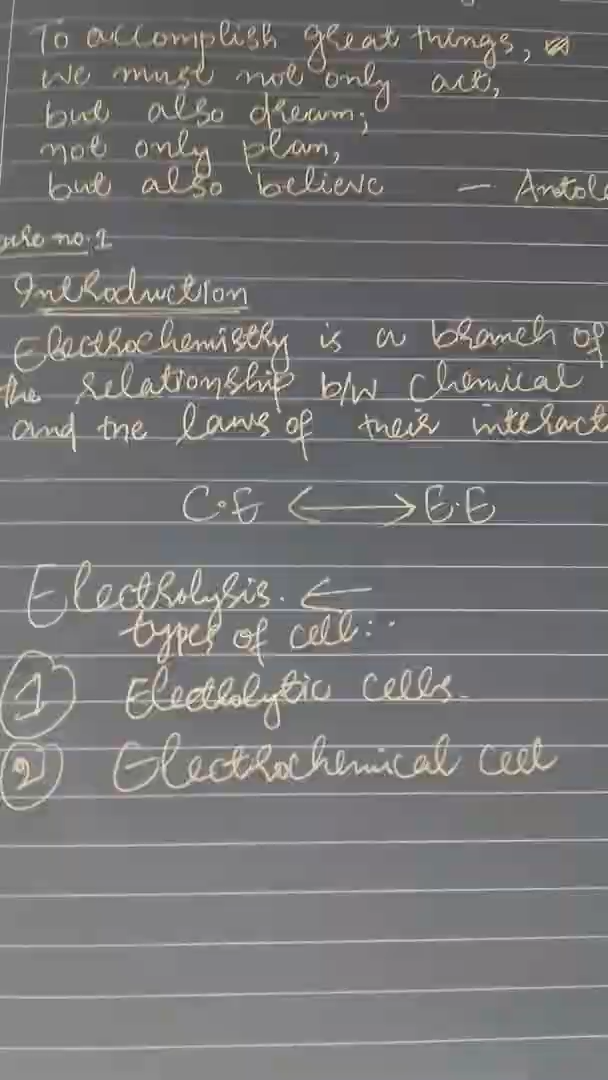 To accomplish great things,
we must not only act,
but also dream;
not only plan,
but also believe — Anatole
no. 1
Introduction
Electrochemistry is a branch of
the relationship b/w chemical
and the laws of their interact
C.E ⟷ E.E
Electrolysis. ←
types of cell:-
1 Electrolytic cells.
2 Electrochemical cell